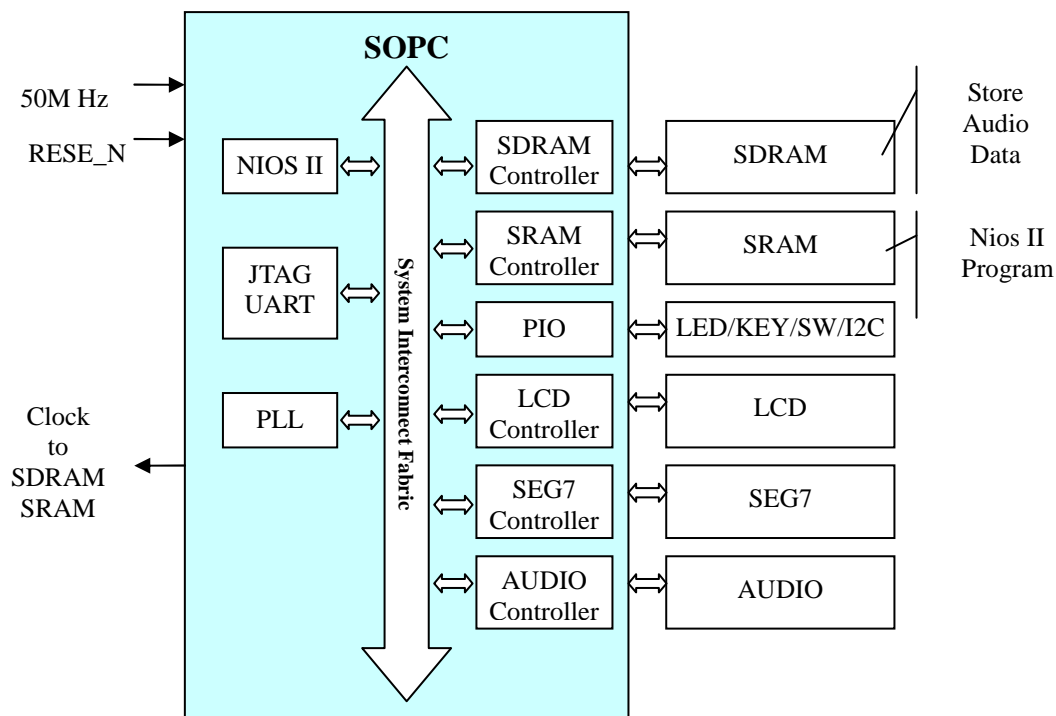 SOPC
50M Hz
RESE_N
Clock
to
SDRAM
SRAM
NIOS II
JTAG
UART
PLL
System Interconnect Fabric
SDRAM
Controller
SRAM
Controller
PIO
LCD
Controller
SEG7
Controller
AUDIO
Controller
SDRAM
SRAM
LED/KEY/SW/I2C
LCD
SEG7
AUDIO
Store
Audio
Data
Nios II
Program